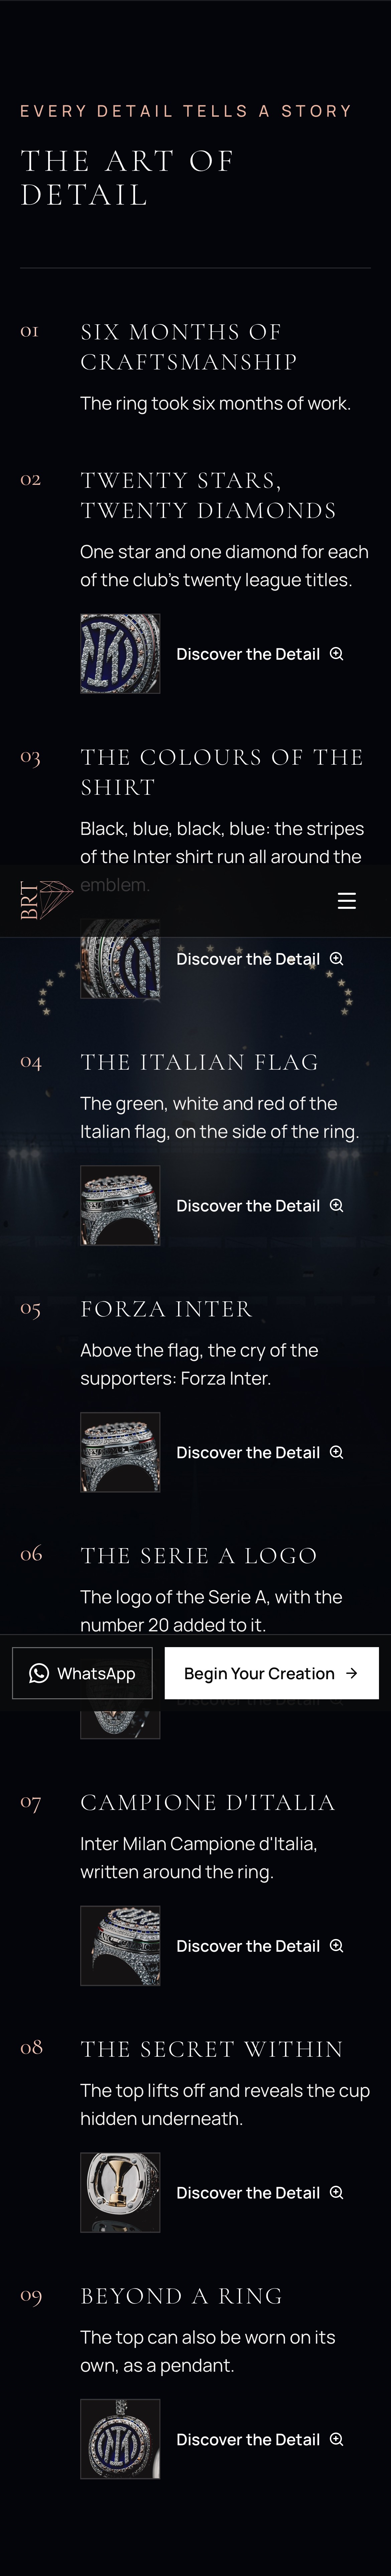 EVERY DETAIL TELLS A STORY
THE ART OF
DETAIL
01
SIX MONTHS OF
CRAFTSMANSHIP
The ring took six months of work.
02
TWENTY STARS,
TWENTY DIAMONDS
One star and one diamond for each
of the club's twenty league titles.
Discover the Detail
03
THE COLOURS OF THE
SHIRT
Black, blue, black, blue: the stripes
of the Inter shirt run all around the
emblem.
BRT
Discover the Detail
04
THE ITALIAN FLAG
The green, white and red of the
Italian flag, on the side of the ring.
Discover the Detail
05
FORZA INTER
Above the flag, the cry of the
supporters: Forza Inter.
Discover the Detail
06
THE SERIE A LOGO
The logo of the Serie A, with the
number 20 added to it.
WhatsApp
Begin Your Creation
Discover the Detail
07
CAMPIONE D'ITALIA
Inter Milan Campione d'Italia,
written around the ring.
Discover the Detail
08
THE SECRET WITHIN
The top lifts off and reveals the cup
hidden underneath.
Discover the Detail
09
BEYOND A RING
The top can also be worn on its
own, as a pendant.
Discover the Detail